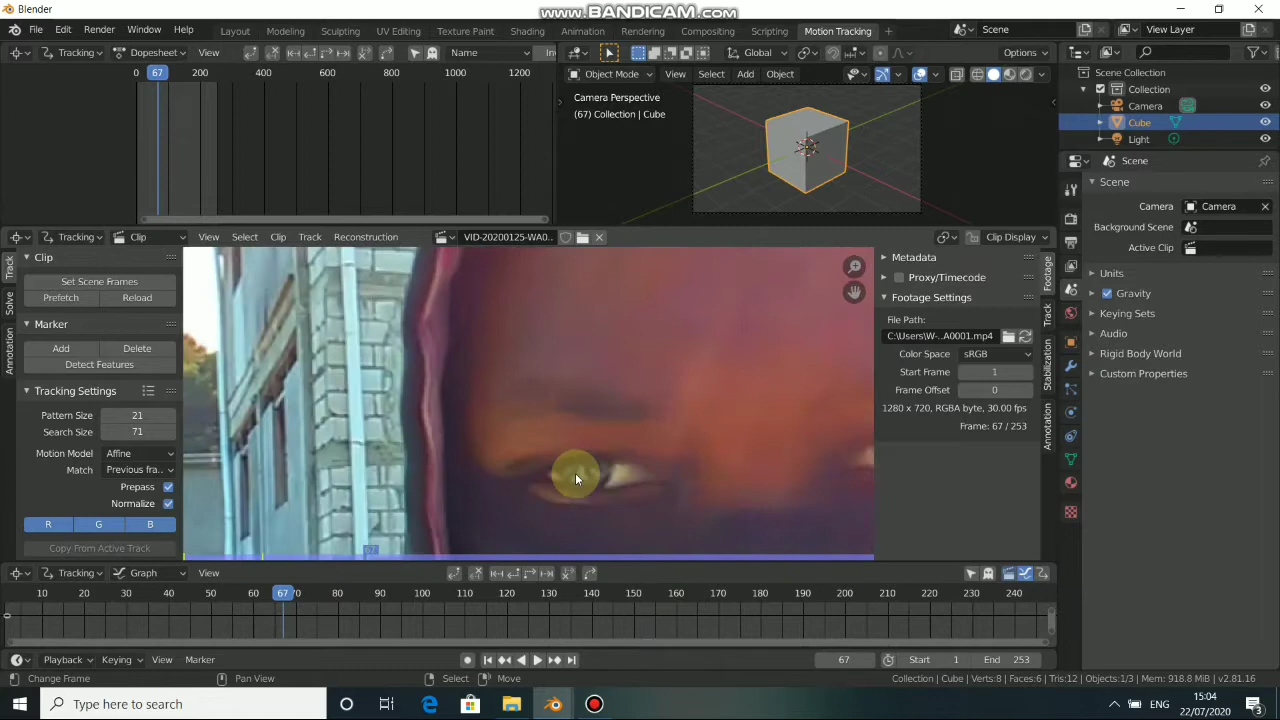 www.BANDICAM.com
Blender
File Edit Render Window Help
Layout Modeling Sculpting UV Editing Texture Paint Shading Animation Rendering Compositing Scripting Motion Tracking +
Scene
View Layer
Tracking Dopesheet View Name In
Global Options
0 67 200 400 600 800 1000 1200
Object Mode View Select Add Object
Camera Perspective
(67) Collection | Cube
Scene Collection
Collection
Camera
Cube
Light
Scene
Scene
Camera Camera
Background Scene
Active Clip
Units
Gravity
Keying Sets
Audio
Rigid Body World
Custom Properties
Tracking Clip View Select Clip Track Reconstruction VID-20200125-WA0.. Clip Display
Track
Solve
Annotation
Clip
Set Scene Frames
Prefetch Reload
Marker
Add Delete
Detect Features
Tracking Settings
Pattern Size 21
Search Size 71
Motion Model Affine
Match Previous fra..
Prepass
Normalize
R G B
Copy From Active Track
67
Metadata
Proxy/Timecode
Footage Settings
File Path:
C:\Users\W-..A0001.mp4
Color Space sRGB
Start Frame 1
Frame Offset 0
1280 x 720, RGBA byte, 30.00 fps
Frame: 67 / 253
Footage
Track
Stabilization
Annotation
Tracking Graph View
10 20 30 40 50 60 67 70 80 90 100 110 120 130 140 150 160 170 180 190 200 210 220 230 240
Playback Keying View Marker 67 Start 1 End 253
Change Frame Pan View Select Move Collection | Cube | Verts:8 | Faces:6 | Tris:12 | Objects:1/3 | Mem: 918.8 MiB | v2.81.16
Type here to search
ENG
15:04
22/07/2020
3